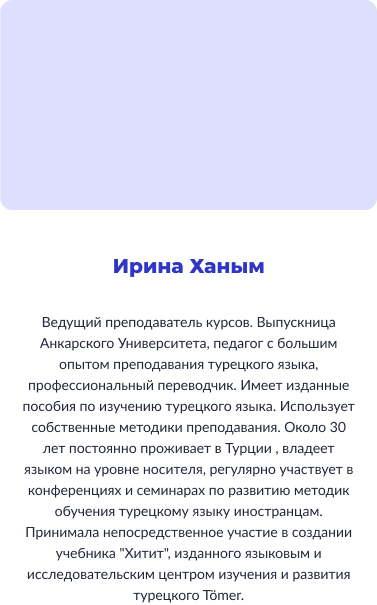 Ирина Ханым
Ведущий преподаватель курсов. Выпускница
Анкарского Университета, педагог с большим
опытом преподавания турецкого языка,
профессиональный переводчик. Имеет изданные
пособия по изучению турецкого языка. Использует
собственные методики преподавания. Около 30
лет постоянно проживает в Турции , владеет
языком на уровне носителя, регулярно участвует в
конференциях и семинарах по развитию методик
обучения турецкому языку иностранцам.
Принимала непосредственное участие в создании
учебника "Хитит", изданного языковым и
исследовательским центром изучения и развития
турецкого Tömer.